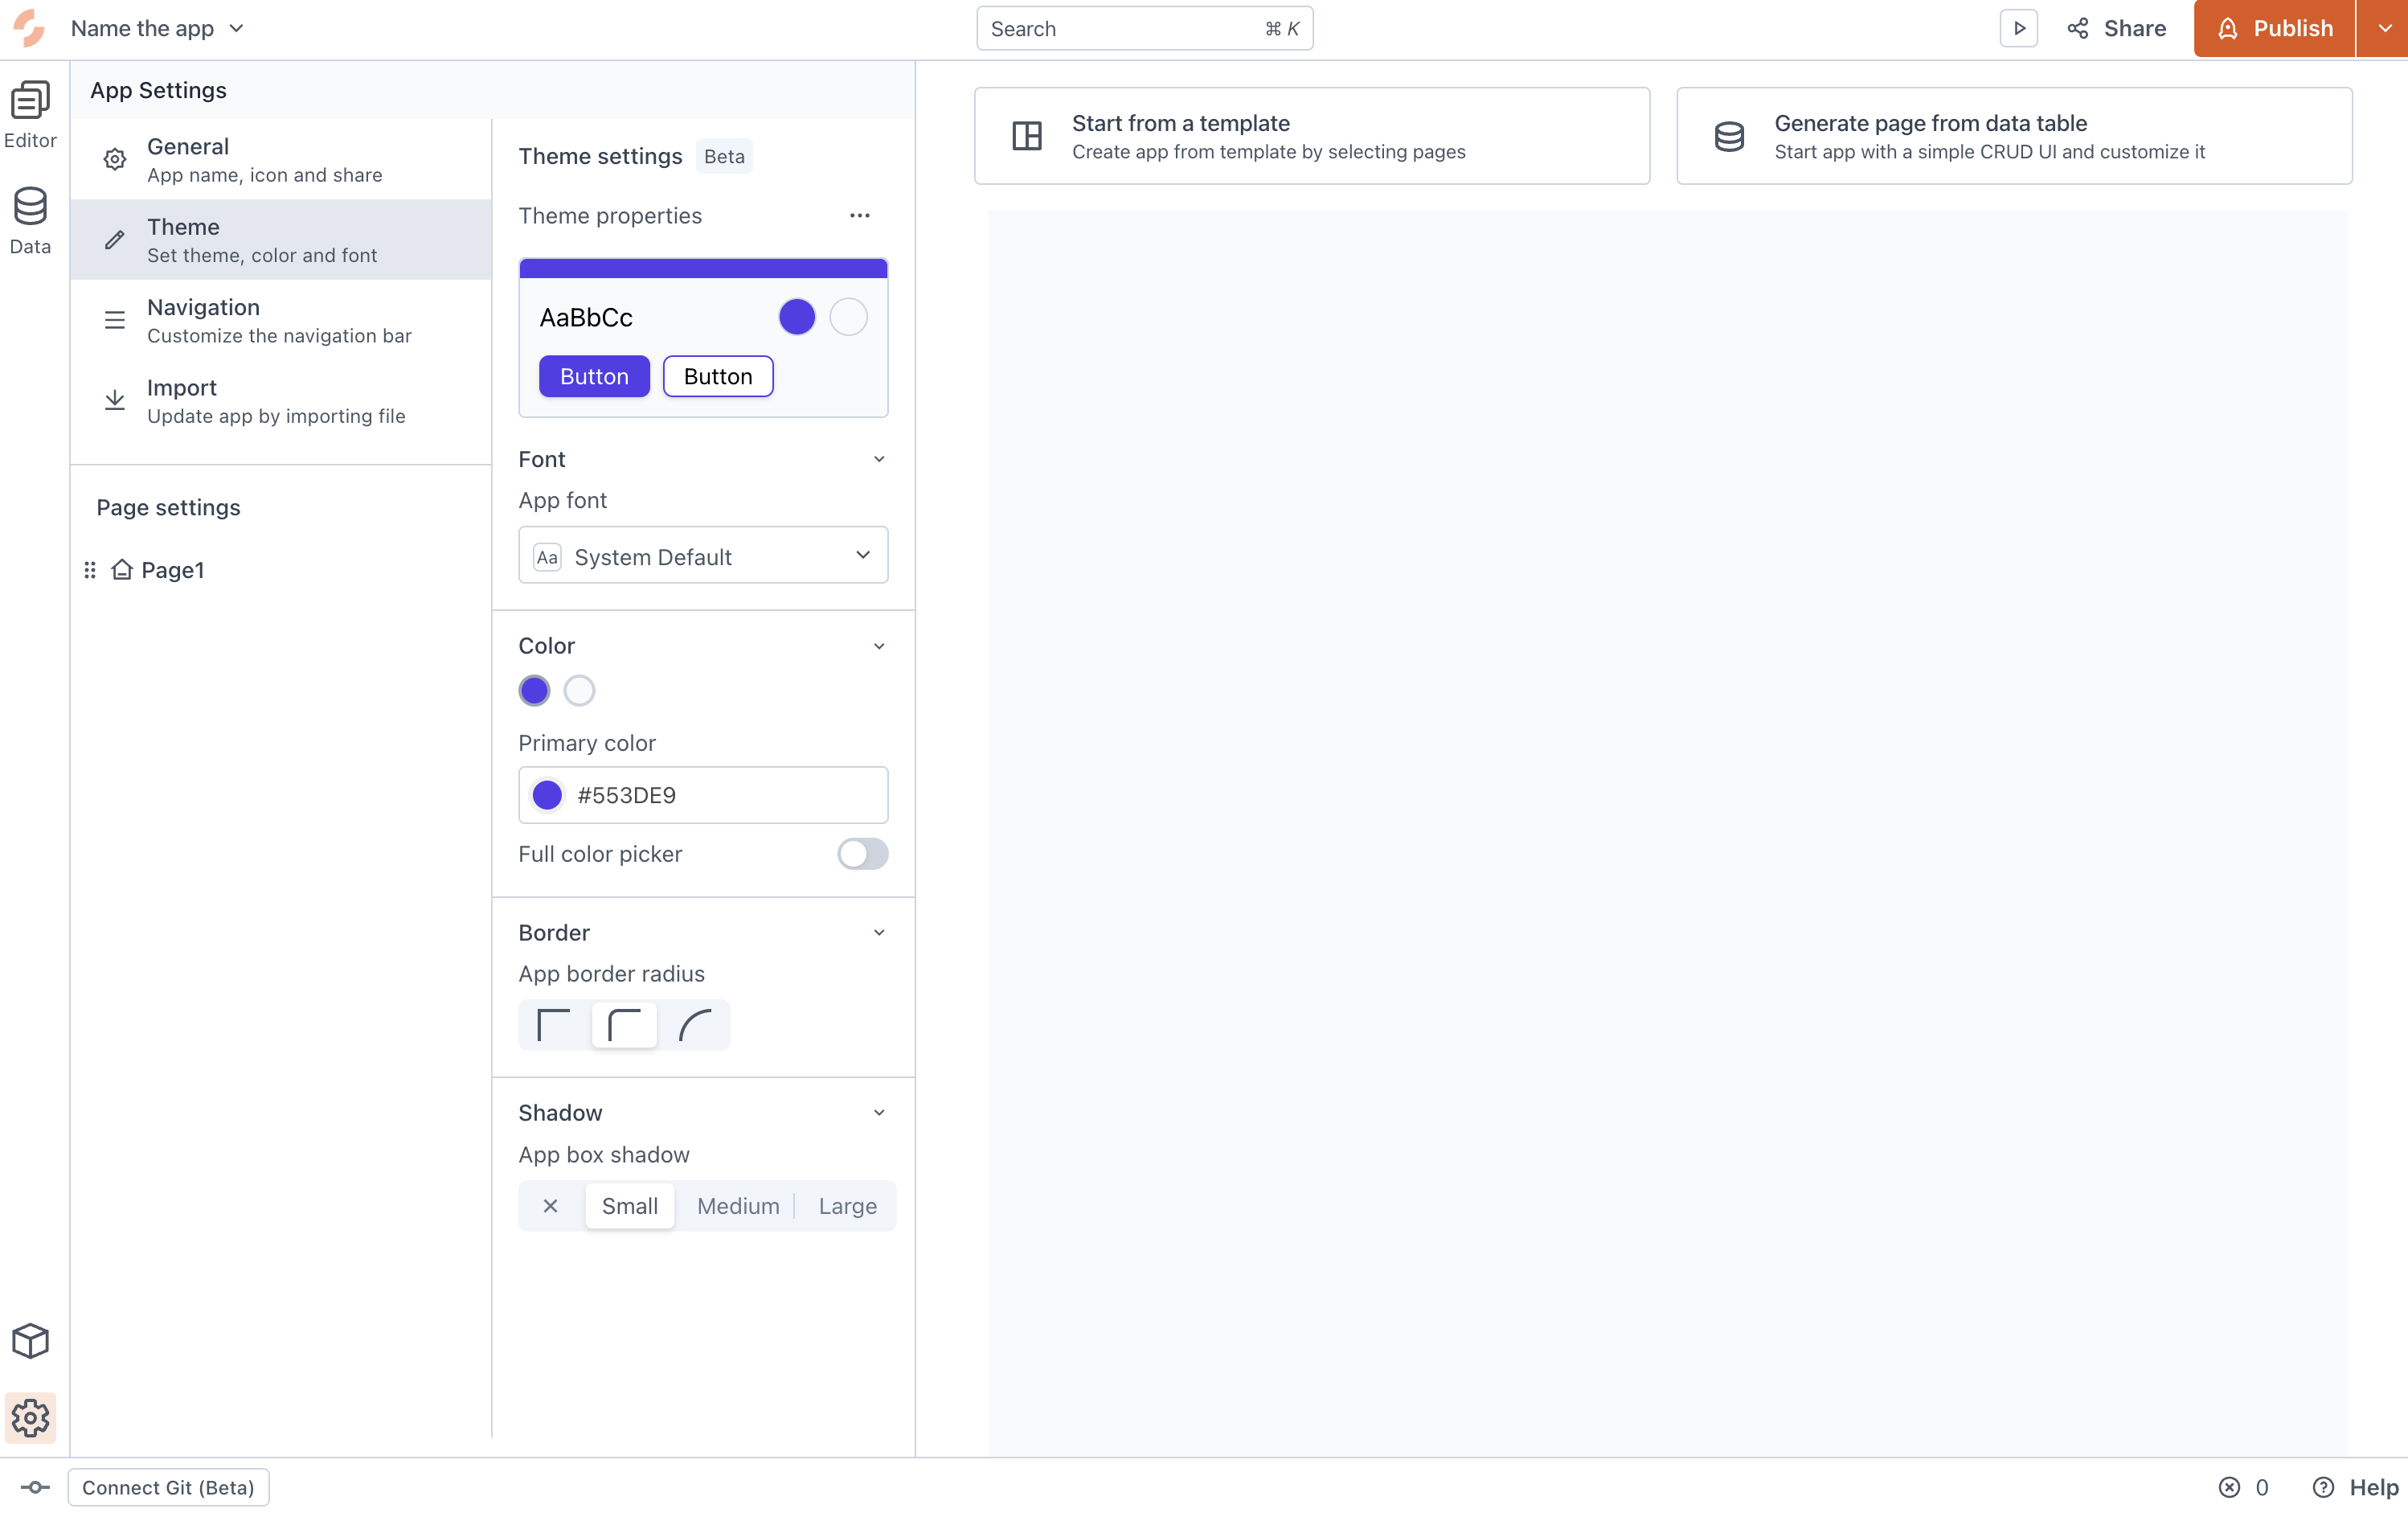 Name the app
Search ⌘ K
Share
Publish
Editor
Data
App Settings
General
App name, icon and share
Theme
Set theme, color and font
Navigation
Customize the navigation bar
Import
Update app by importing file
Page settings
Page1
Theme settings Beta
Theme properties
AaBbCc
Button Button
Font
App font
Aa System Default
Color
Primary color
#553DE9
Full color picker
Border
App border radius
Shadow
App box shadow
Small Medium Large
Start from a template
Create app from template by selecting pages
Generate page from data table
Start app with a simple CRUD UI and customize it
Connect Git (Beta)
0
Help